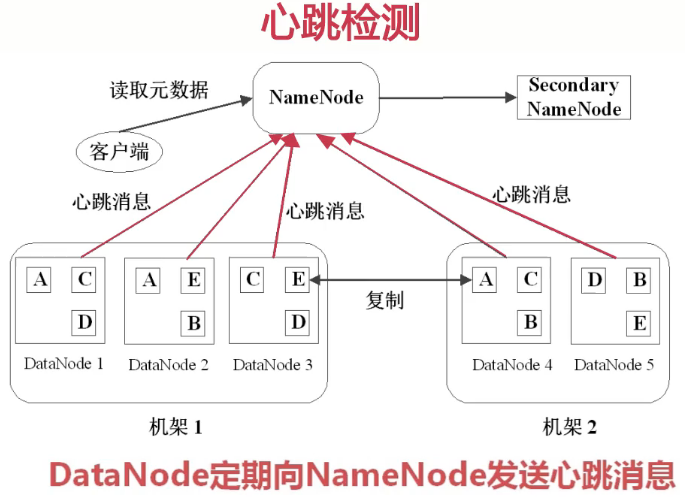 心跳检测
读取元数据
NameNode
Secondary
NameNode
客户端
心跳消息
心跳消息
心跳消息
A C
D
A E
B
C E
D
复制
A C
B
D B
E
DataNode 1
DataNode 2
DataNode 3
DataNode 4
DataNode 5
机架 1
机架 2
DataNode定期向NameNode发送心跳消息